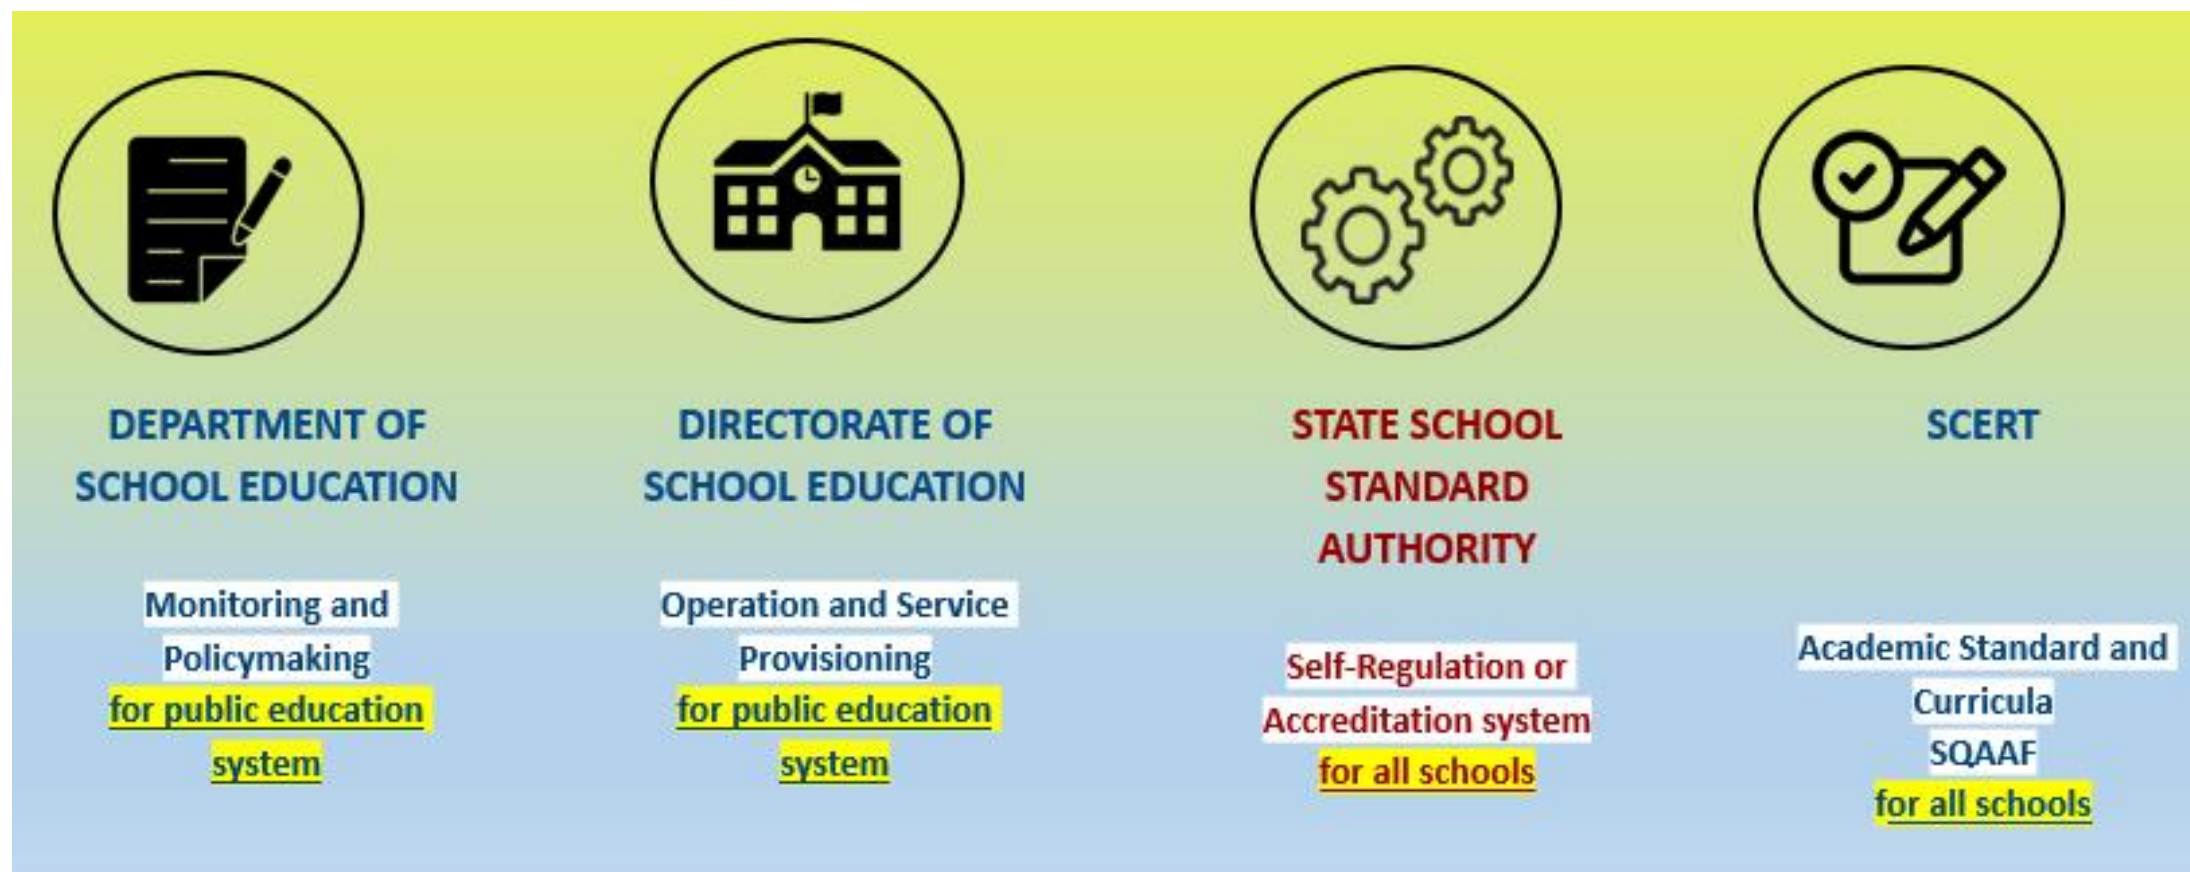 DEPARTMENT OF
SCHOOL EDUCATION
Monitoring and
Policymaking
for public education
system
DIRECTORATE OF
SCHOOL EDUCATION
Operation and Service
Provisioning
for public education
system
STATE SCHOOL
STANDARD
AUTHORITY
Self-Regulation or
Accreditation system
for all schools
SCERT
Academic Standard and
Curricula
SQAAF
for all schools